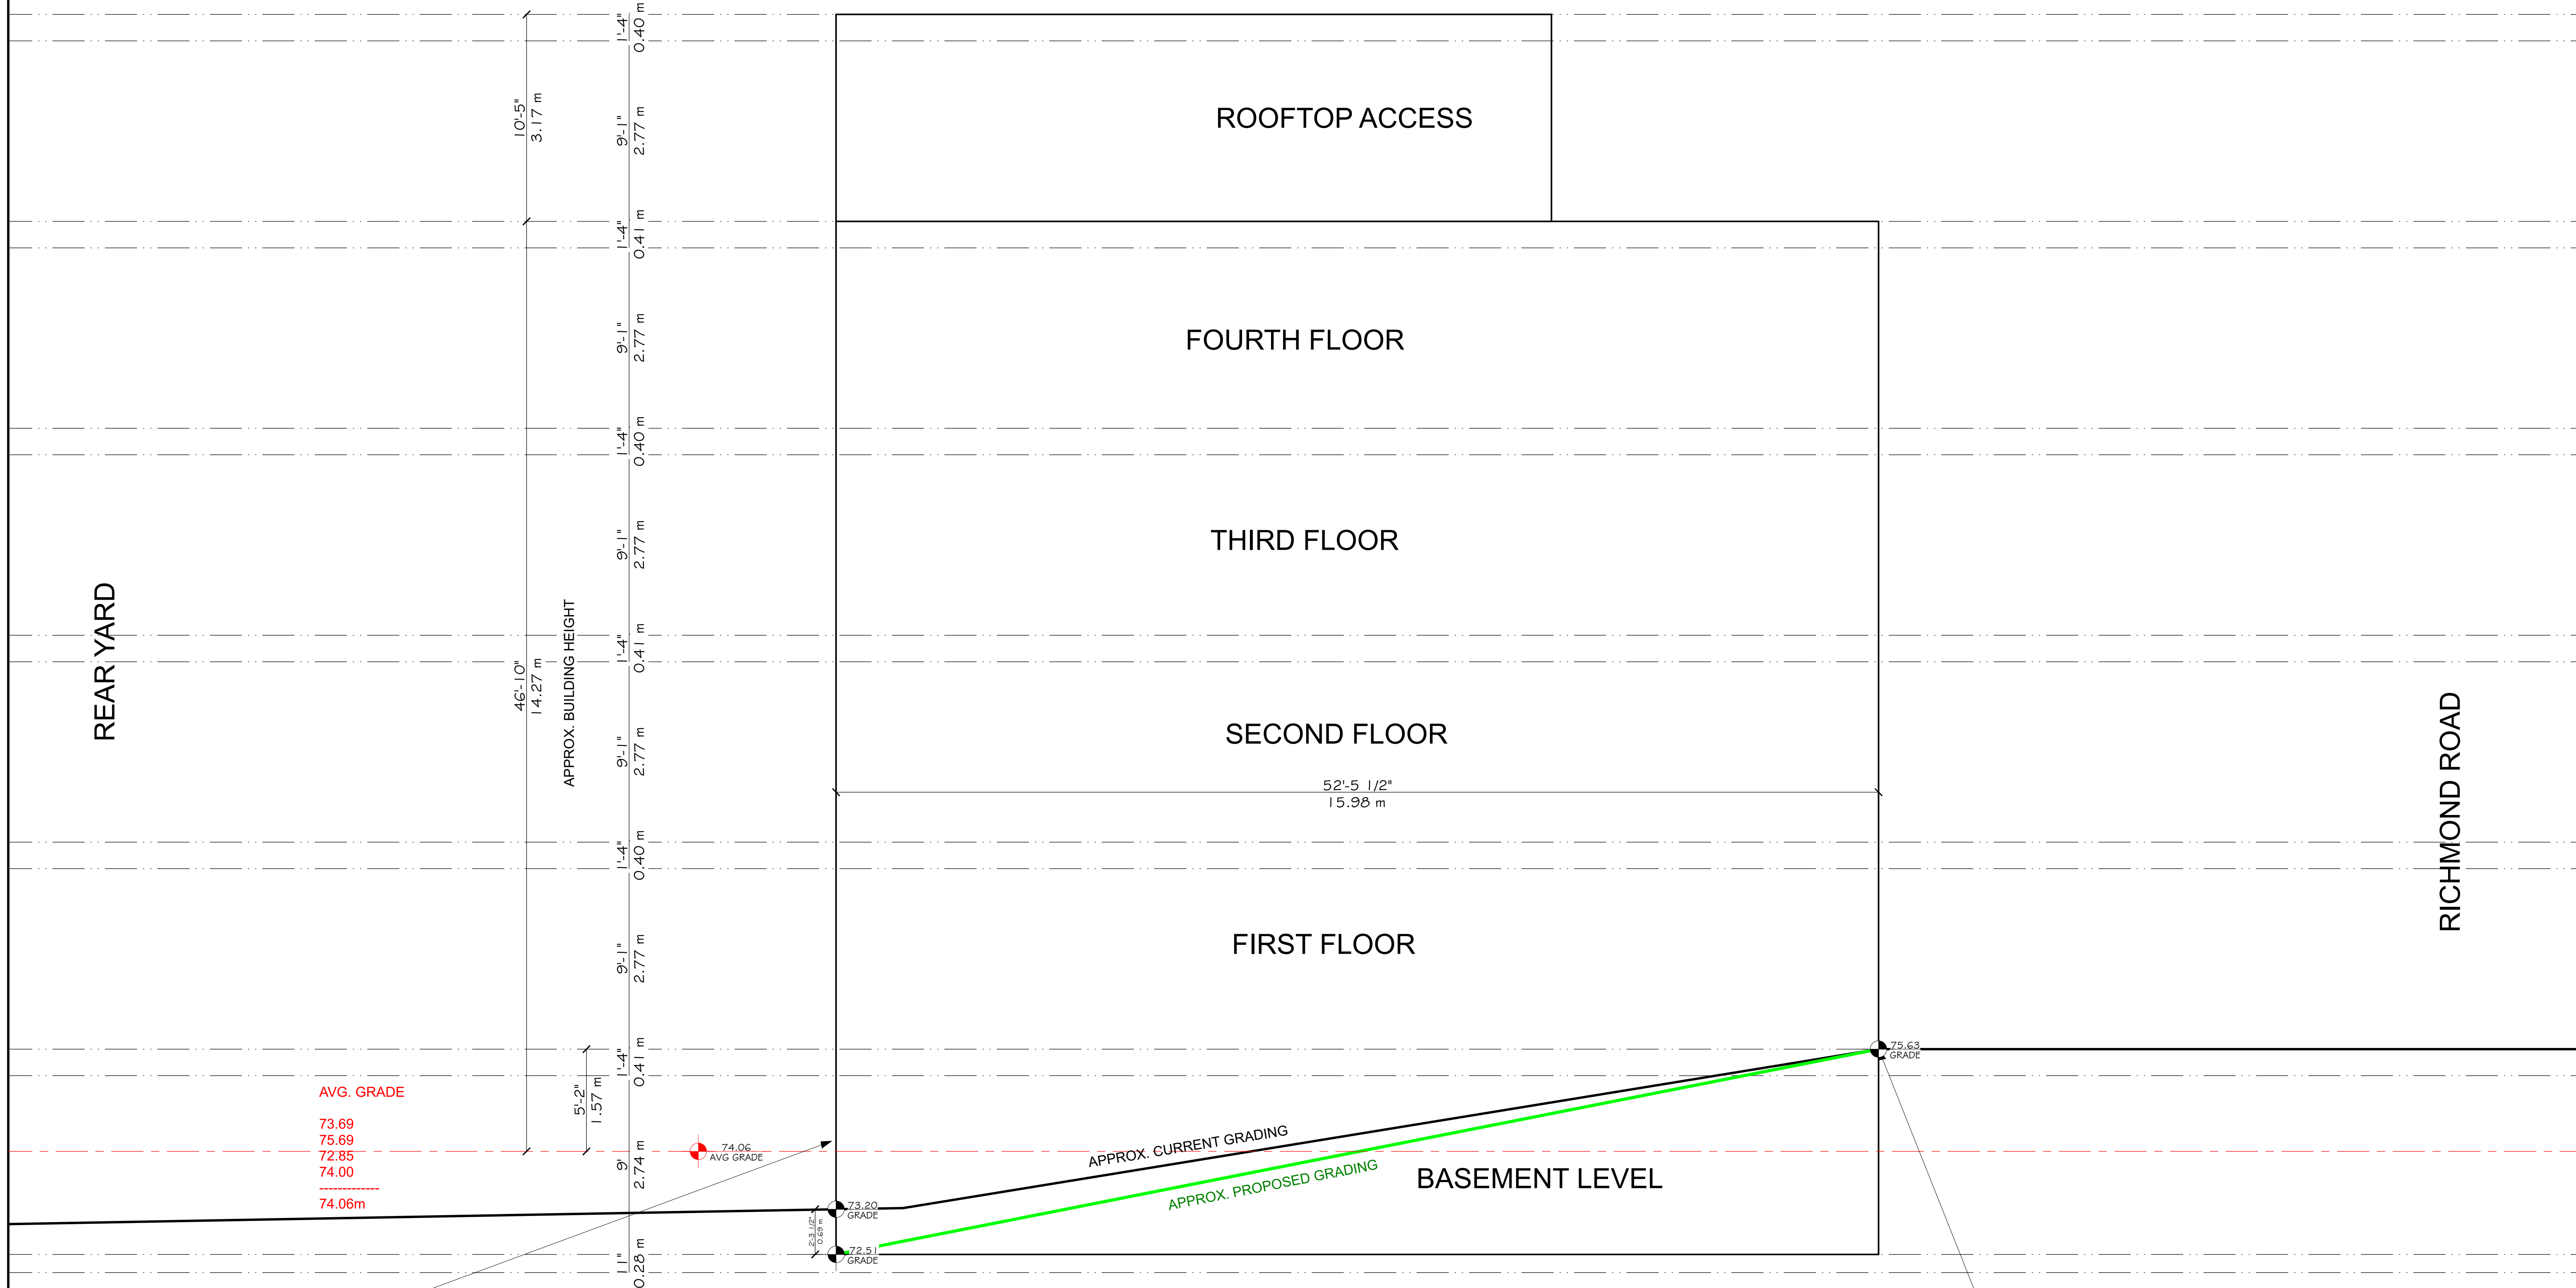 1'-4"
0.40 m
10'-5"
3.17 m
9'-1"
2.77 m
ROOFTOP ACCESS
1'-4"
0.41 m
9'-1"
2.77 m
FOURTH FLOOR
1'-4"
0.40 m
9'-1"
2.77 m
THIRD FLOOR
REAR YARD
46'-10"
14.27 m
APPROX. BUILDING HEIGHT
1'-4"
0.41 m
9'-1"
2.77 m
SECOND FLOOR
52'-5 1/2"
15.98 m
RICHMOND ROAD
1'-4"
0.40 m
9'-1"
2.77 m
FIRST FLOOR
1'-4"
0.41 m
5'-2"
1.57 m
75.63
GRADE
AVG. GRADE
73.69
75.69
72.85
74.00
-------------
74.06m
74.06
AVG GRADE
9'
2.74 m
APPROX. CURRENT GRADING
APPROX. PROPOSED GRADING
BASEMENT LEVEL
73.20
GRADE
2'-3 1/2"
0.69 m
72.51
GRADE
11"
0.28 m